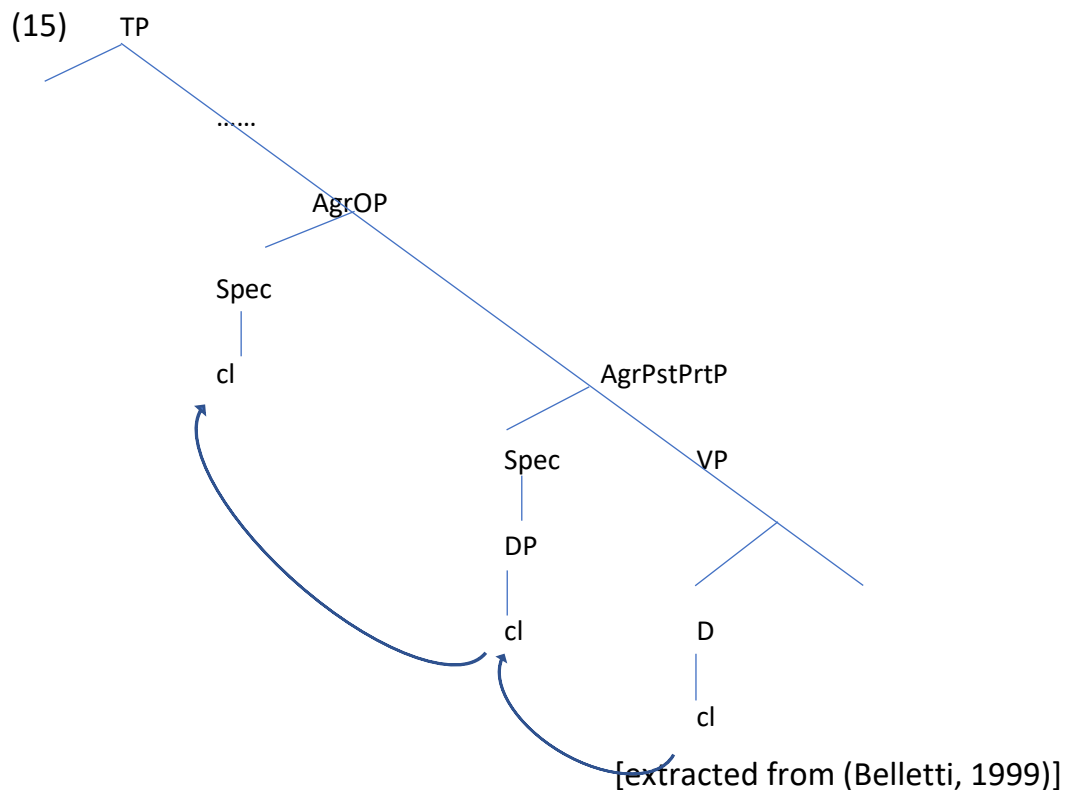 (15) TP
……
AgrOP
Spec
cl
AgrPstPrtP
Spec VP
DP
cl D
cl
[extracted from (Belletti, 1999)]